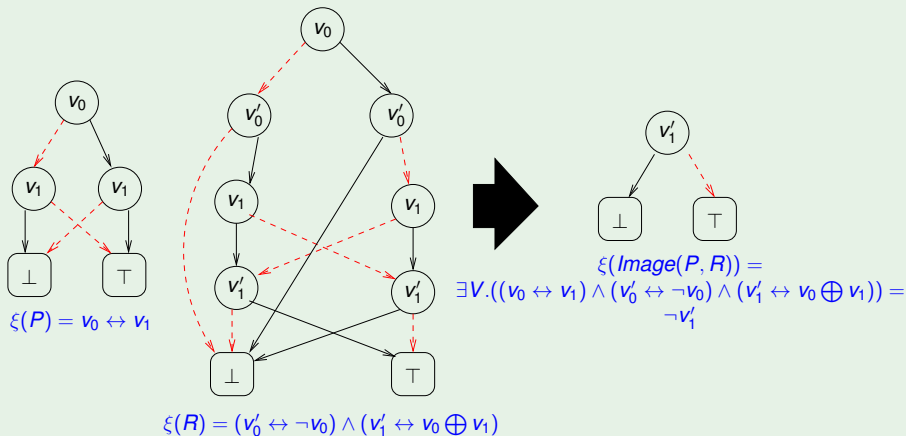 v₀
v₀
v₀′ v₀′
v₁′
v₁ v₁
v₁ v₁
⊥ ⊤
v₁′ v₁′
⊥ ⊤
ξ(P) = v₀ ↔ v₁
ξ(Image(P, R)) =
∃V.((v₀ ↔ v₁) ∧ (v₀′ ↔ ¬v₀) ∧ (v₁′ ↔ v₀ ⊕ v₁)) =
¬v₁′
⊥ ⊤
ξ(R) = (v₀′ ↔ ¬v₀) ∧ (v₁′ ↔ v₀ ⊕ v₁)